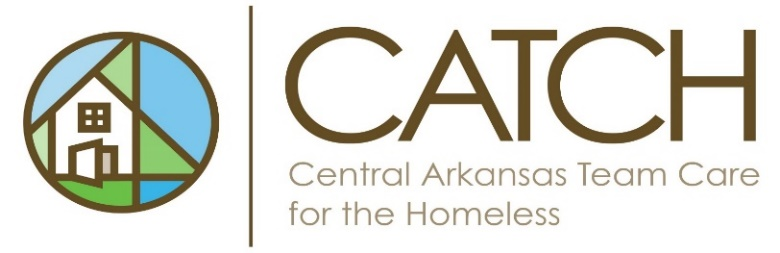 CATCH
Central Arkansas Team Care
for the Homeless